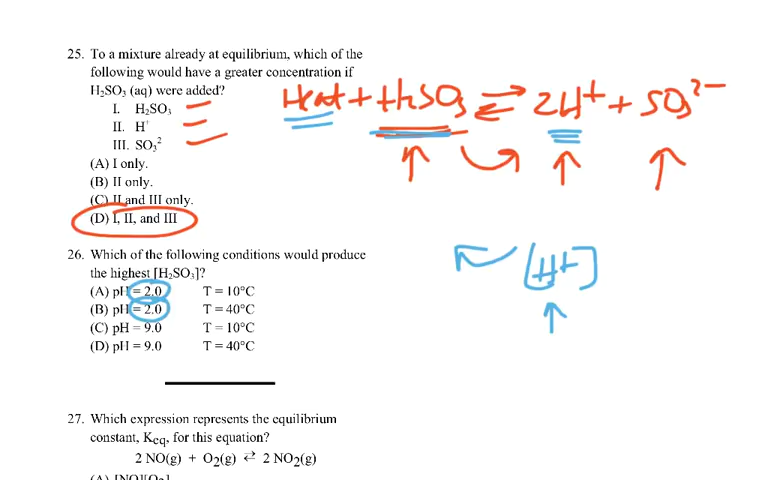 25. To a mixture already at equilibrium, which of the
following would have a greater concentration if
H₂SO₃ (aq) were added?
I. H₂SO₃
II. H⁺
III. SO₃²
(A) I only.
(B) II only.
(C) II and III only.
(D) I, II, and III
Heat + H₂SO₃ ⇄ 2H⁺ + SO₃²⁻
26. Which of the following conditions would produce
the highest [H₂SO₃]?
(A) pH = 2.0 T = 10°C
(B) pH = 2.0 T = 40°C
(C) pH = 9.0 T = 10°C
(D) pH = 9.0 T = 40°C
[H+]
27. Which expression represents the equilibrium
constant, Keq, for this equation?
2 NO(g) + O₂(g) ⇄ 2 NO₂(g)
(A) [NO][O₂]